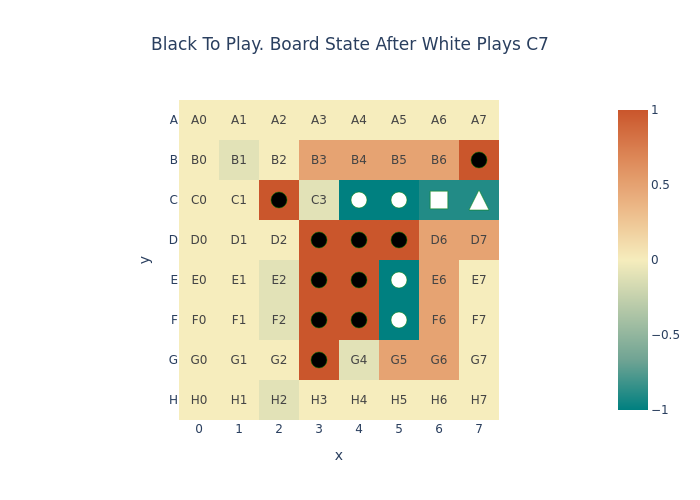 Black To Play. Board State After White Plays C7
A A0 A1 A2 A3 A4 A5 A6 A7
B B0 B1 B2 B3 B4 B5 B6
C C0 C1 C3
D D0 D1 D2 D6 D7
E E0 E1 E2 E6 E7
F F0 F1 F2 F6 F7
G G0 G1 G2 G4 G5 G6 G7
H H0 H1 H2 H3 H4 H5 H6 H7
0 1 2 3 4 5 6 7
x
y
1
0.5
0
−0.5
−1